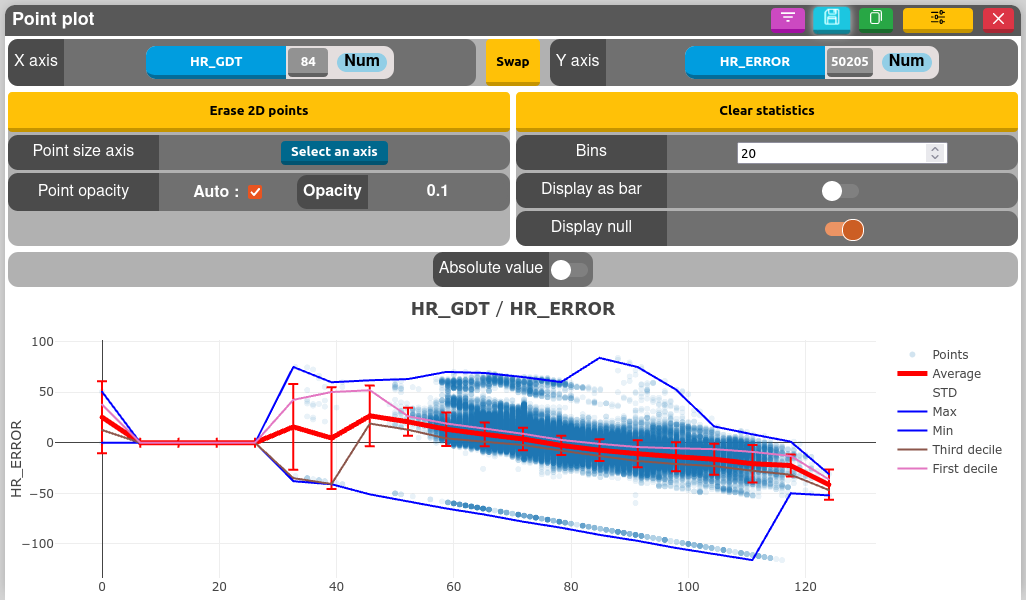 Point plot
X axis HR_GDT 84 Num Swap Y axis HR_ERROR 50205 Num
Erase 2D points Clear statistics
Point size axis Select an axis Bins 20
Point opacity Auto : Opacity 0.1 Display as bar
Display null
Absolute value
HR_GDT / HR_ERROR
100
50
0
−50
−100
HR_ERROR
0 20 40 60 80 100 120
Points
Average
STD
Max
Min
Third decile
First decile